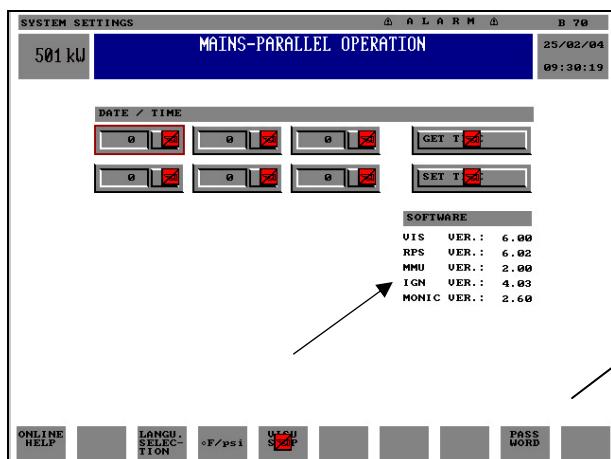 SYSTEM SETTINGS
⚠ A L A R M ⚠
B 70
501 kW
MAINS-PARALLEL OPERATION
25/02/04
09:30:19
DATE / TIME
0 0 0
GET
0 0 0
SET
SOFTWARE
VIS VER.: 6.00
RPS VER.: 6.02
MMU VER.: 2.00
IGN VER.: 4.03
MONIC VER.: 2.60
ONLINE
HELP
LANGU.
SELEC-
TION
°F/psi
PASS
WORD